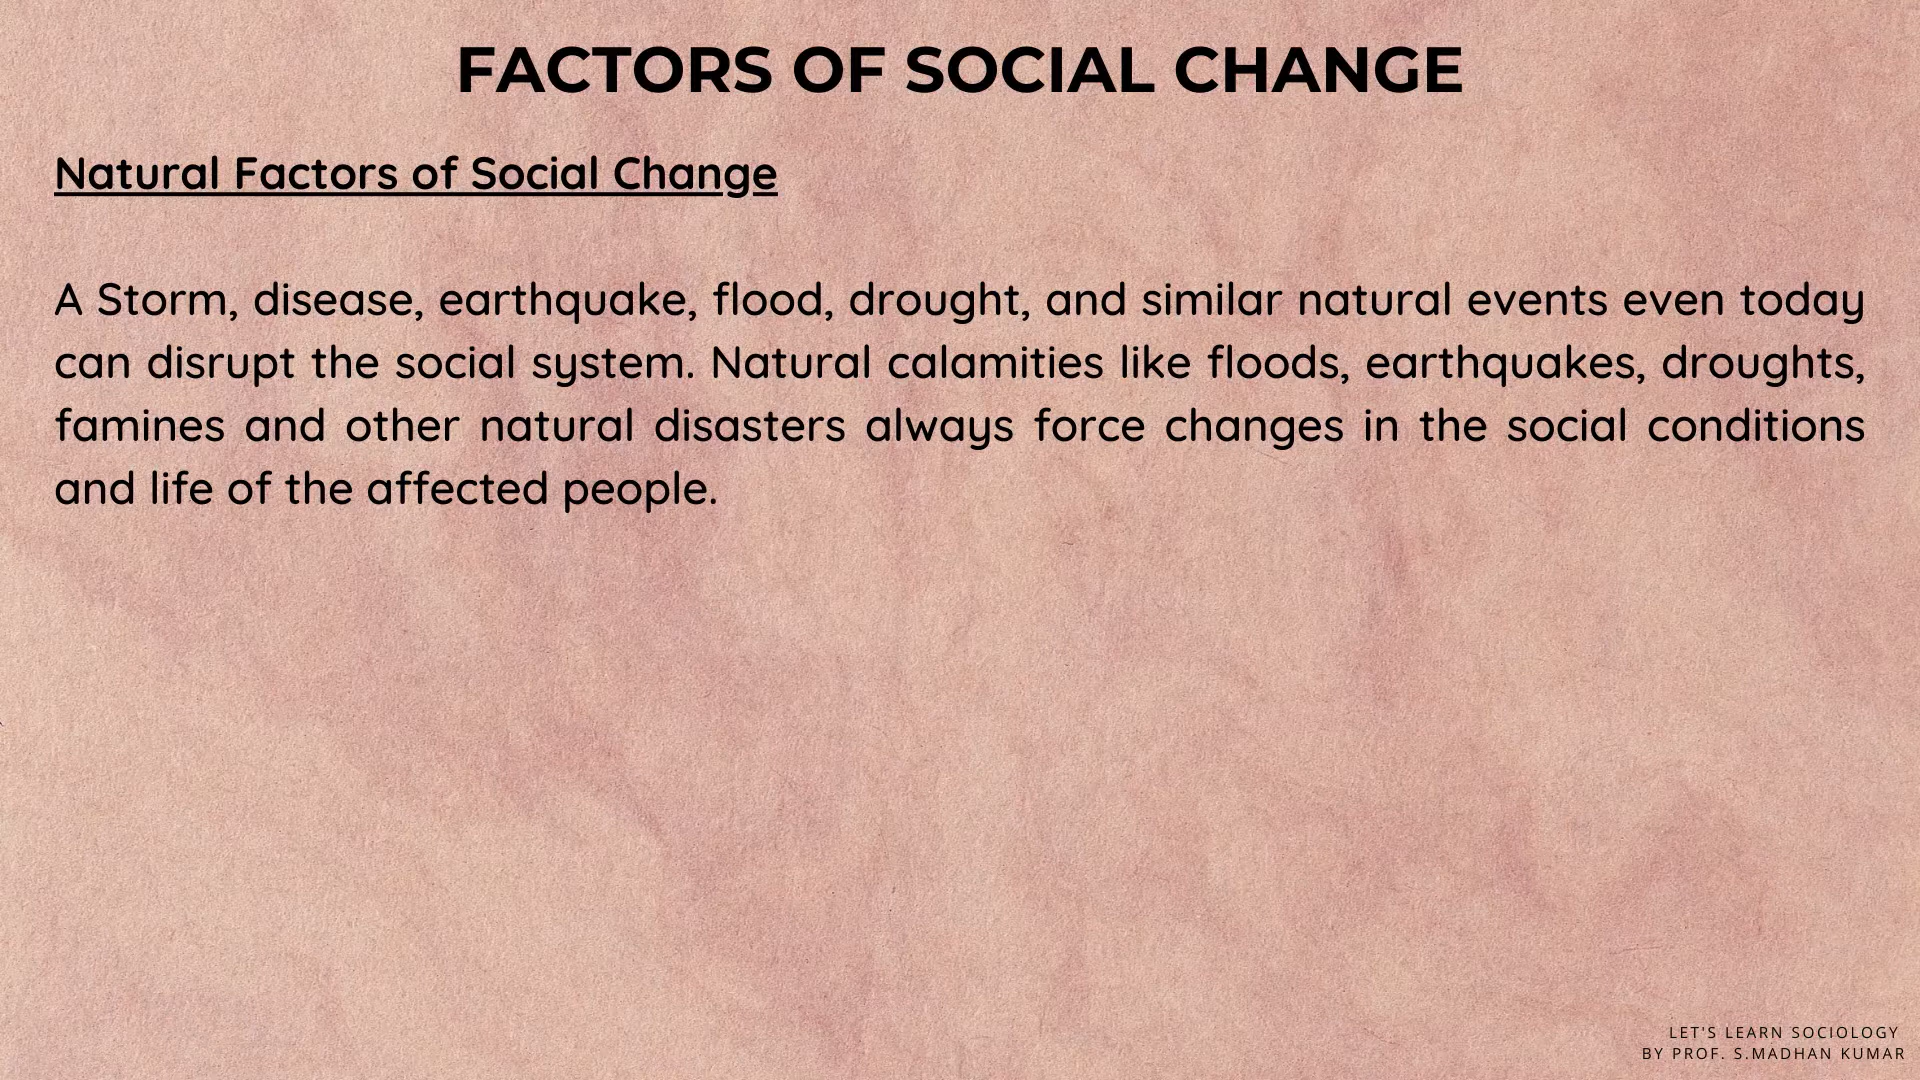 FACTORS OF SOCIAL CHANGE
Natural Factors of Social Change
A Storm, disease, earthquake, flood, drought, and similar natural events even today
can disrupt the social system. Natural calamities like floods, earthquakes, droughts,
famines and other natural disasters always force changes in the social conditions
and life of the affected people.
LET'S LEARN SOCIOLOGY
BY PROF. S.MADHAN KUMAR